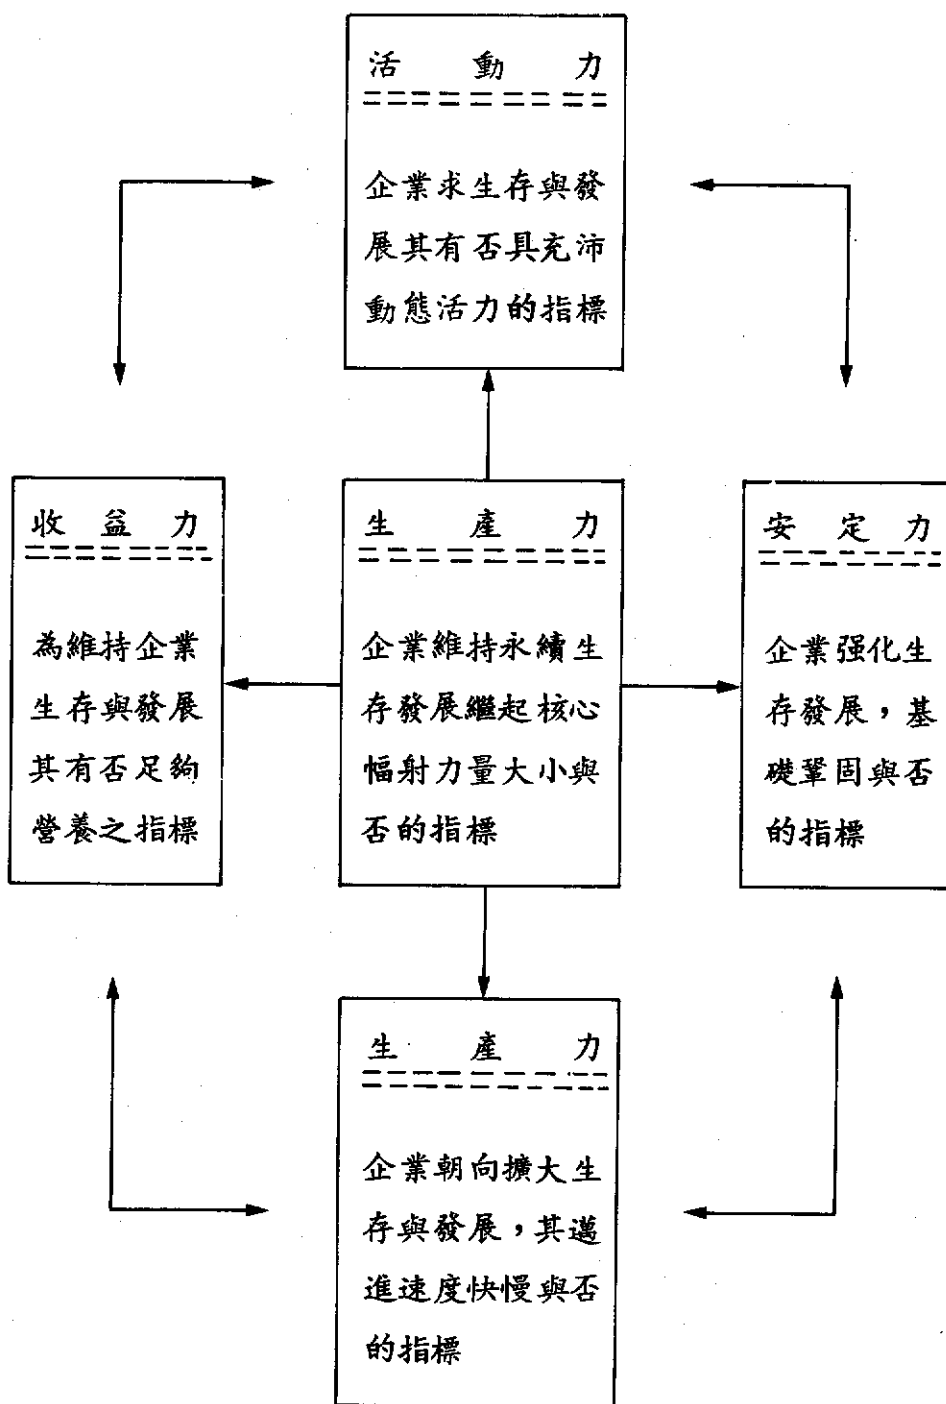 活動力
企業求生存與發
展其有否具充沛
動態活力的指標
收益力
為維持企業
生存與發展
其有否足夠
營養之指標
生產力
企業維持永續生
存發展繼起核心
幅射力量大小與
否的指標
安定力
企業强化生
存發展，基
礎鞏固與否
的指標
生產力
企業朝向擴大生
存與發展，其邁
進速度快慢與否
的指標